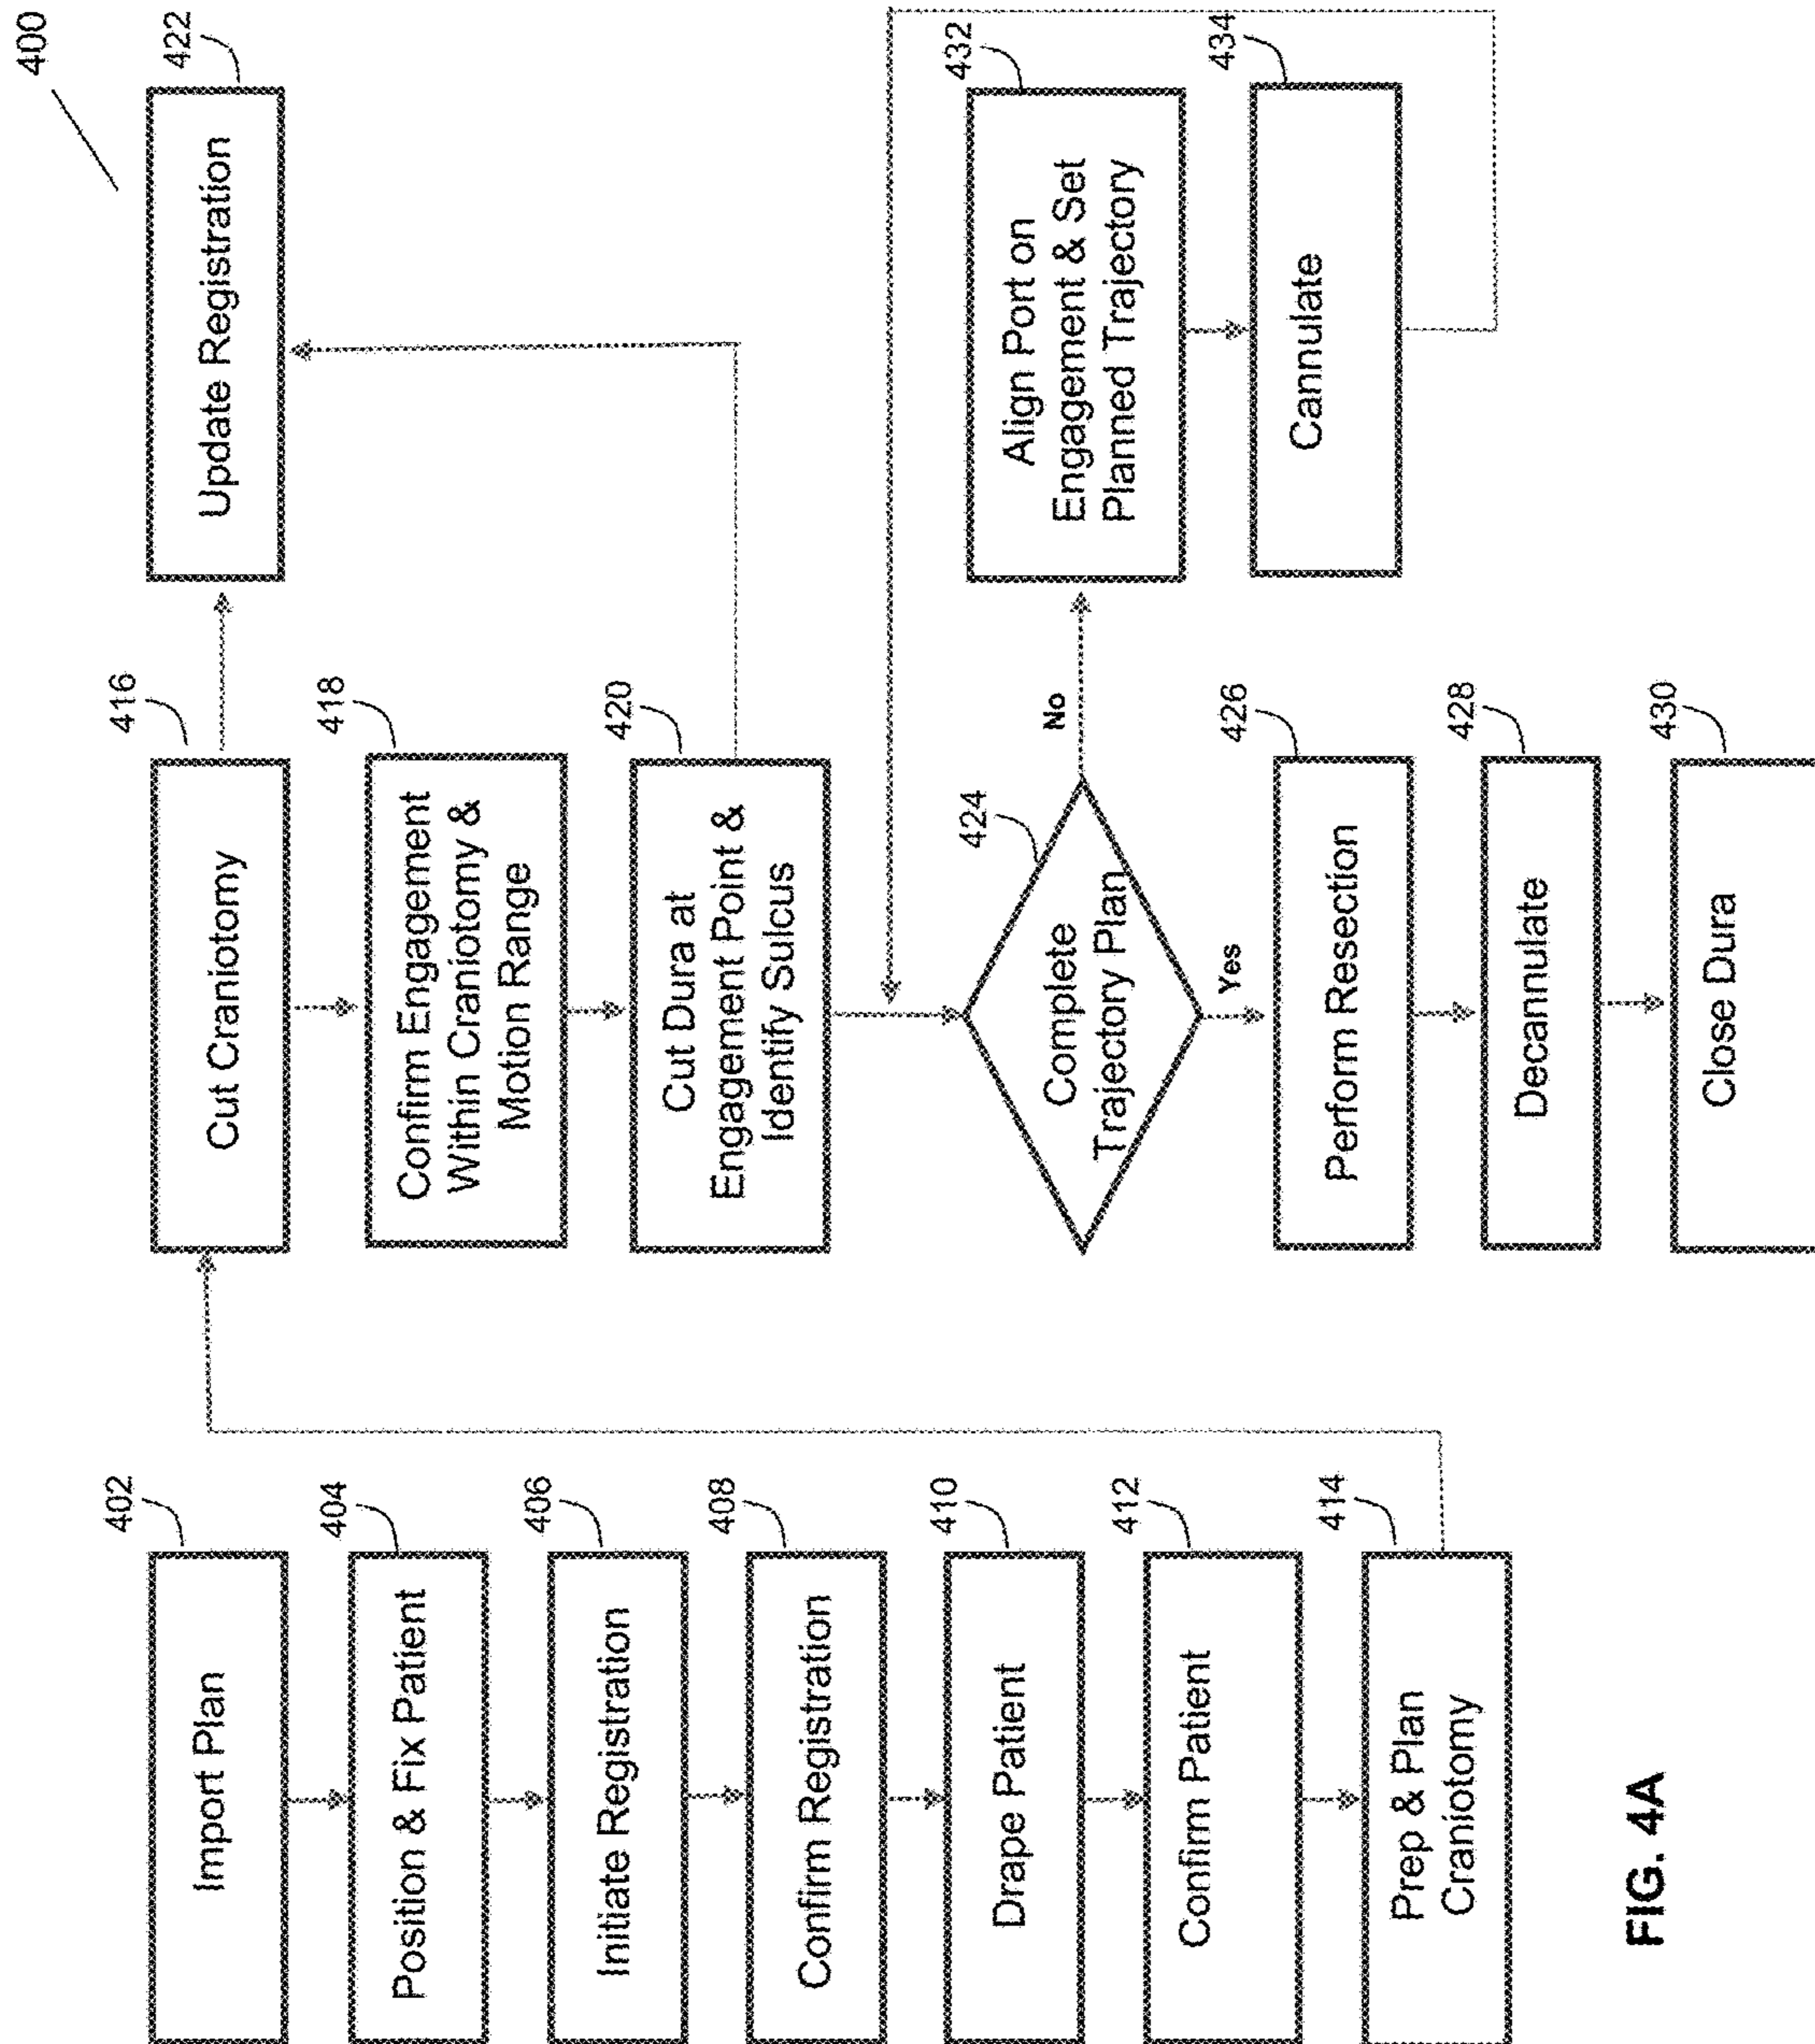 400
402
Import Plan
404
Position & Fix Patient
406
Initiate Registration
408
Confirm Registration
410
Drape Patient
412
Confirm Patient
414
Prep & Plan
Craniotomy
416
Cut Craniotomy
418
Confirm Engagement
Within Craniotomy &
Motion Range
420
Cut Dura at
Engagement Point &
Identify Sulcus
422
Update Registration
424
Complete
Trajectory Plan
No
Yes
426
Perform Resection
428
Decannulate
430
Close Dura
432
Align Port on
Engagement & Set
Planned Trajectory
434
Cannulate
FIG. 4A